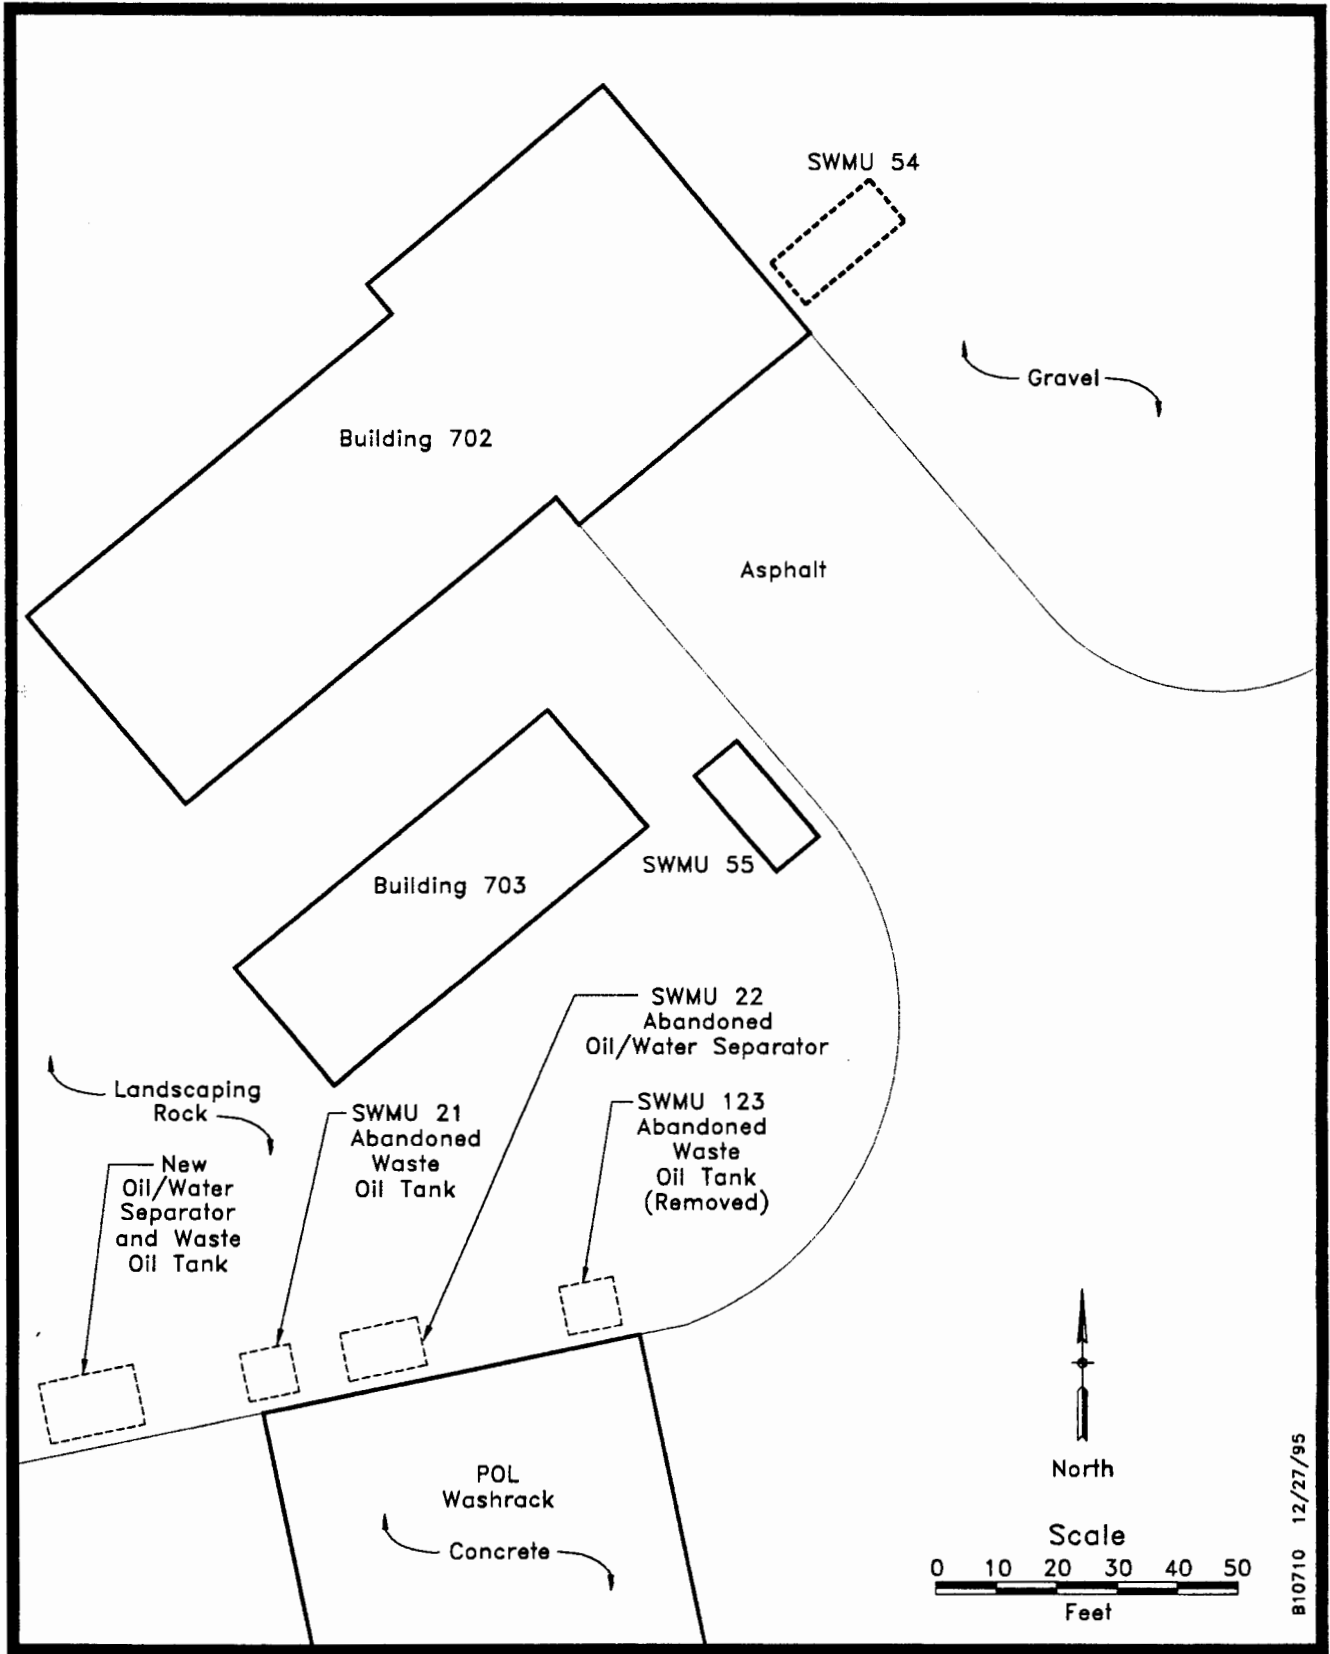 SWMU 54
Gravel
Building 702
Asphalt
SWMU 55
Building 703
SWMU 22
Abandoned
Oil/Water Separator
Landscaping
Rock
SWMU 21
Abandoned
Waste
Oil Tank
SWMU 123
Abandoned
Waste
Oil Tank
(Removed)
New
Oil/Water
Separator
and Waste
Oil Tank
POL
Washrack
Concrete
North
Scale
0 10 20 30 40 50
Feet
B10710 12/27/95